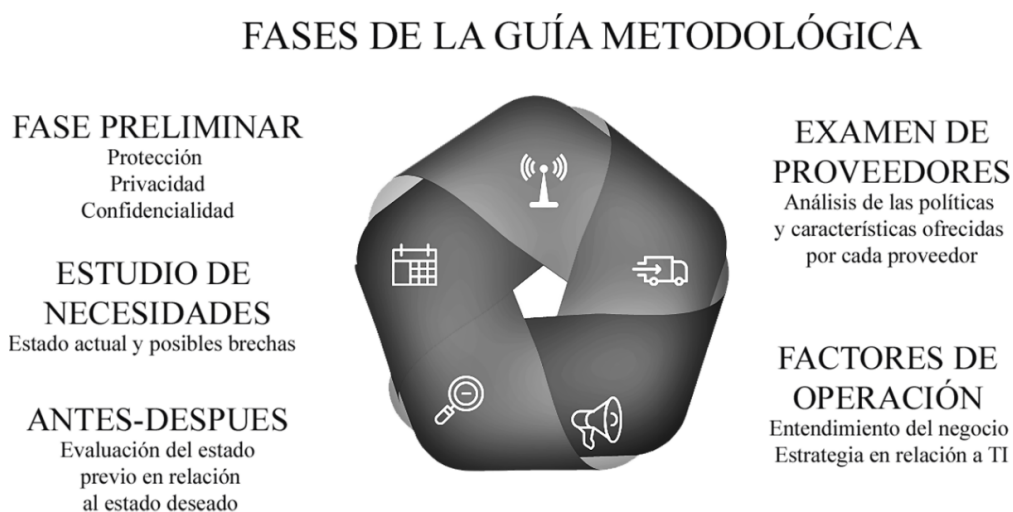 FASES DE LA GUÍA METODOLÓGICA
FASE PRELIMINAR
Protección
Privacidad
Confidencialidad
ESTUDIO DE
NECESIDADES
Estado actual y posibles brechas
ANTES-DESPUES
Evaluación del estado
previo en relación
al estado deseado
EXAMEN DE
PROVEEDORES
Análisis de las políticas
y características ofrecidas
por cada proveedor
FACTORES DE
OPERACIÓN
Entendimiento del negocio
Estrategia en relación a TI